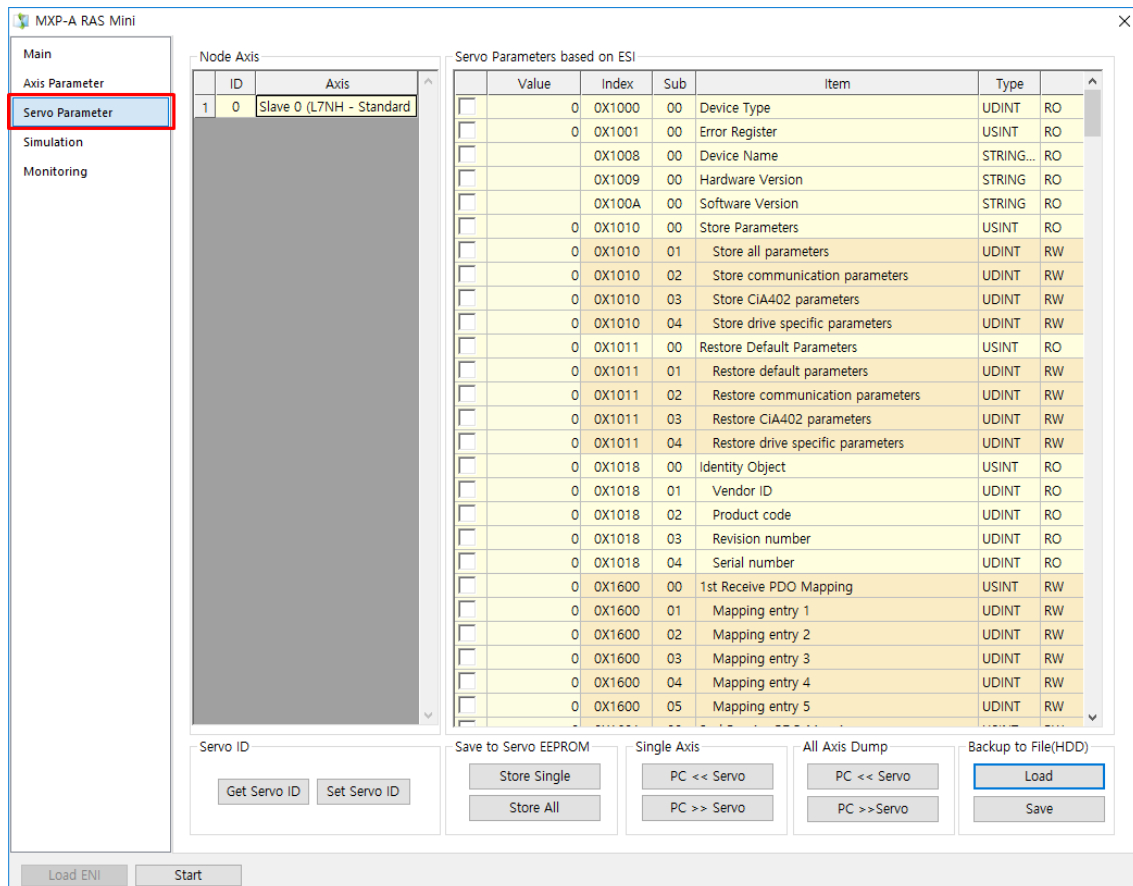 MXP-A RAS Mini
Main
Axis Parameter
Servo Parameter
Simulation
Monitoring
Node Axis
ID Axis
1 0 Slave 0 (L7NH - Standard
Servo Parameters based on ESI
Value Index Sub Item Type
0 0X1000 00 Device Type UDINT RO
0 0X1001 00 Error Register USINT RO
0X1008 00 Device Name STRING... RO
0X1009 00 Hardware Version STRING RO
0X100A 00 Software Version STRING RO
0 0X1010 00 Store Parameters USINT RO
0 0X1010 01 Store all parameters UDINT RW
0 0X1010 02 Store communication parameters UDINT RW
0 0X1010 03 Store CiA402 parameters UDINT RW
0 0X1010 04 Store drive specific parameters UDINT RW
0 0X1011 00 Restore Default Parameters USINT RO
0 0X1011 01 Restore default parameters UDINT RW
0 0X1011 02 Restore communication parameters UDINT RW
0 0X1011 03 Restore CiA402 parameters UDINT RW
0 0X1011 04 Restore drive specific parameters UDINT RW
0 0X1018 00 Identity Object USINT RO
0 0X1018 01 Vendor ID UDINT RO
0 0X1018 02 Product code UDINT RO
0 0X1018 03 Revision number UDINT RO
0 0X1018 04 Serial number UDINT RO
0 0X1600 00 1st Receive PDO Mapping USINT RW
0 0X1600 01 Mapping entry 1 UDINT RW
0 0X1600 02 Mapping entry 2 UDINT RW
0 0X1600 03 Mapping entry 3 UDINT RW
0 0X1600 04 Mapping entry 4 UDINT RW
0 0X1600 05 Mapping entry 5 UDINT RW
Servo ID
Get Servo ID Set Servo ID
Save to Servo EEPROM
Store Single
Store All
Single Axis
PC << Servo
PC >> Servo
All Axis Dump
PC << Servo
PC >>Servo
Backup to File(HDD)
Load
Save
Load ENI Start